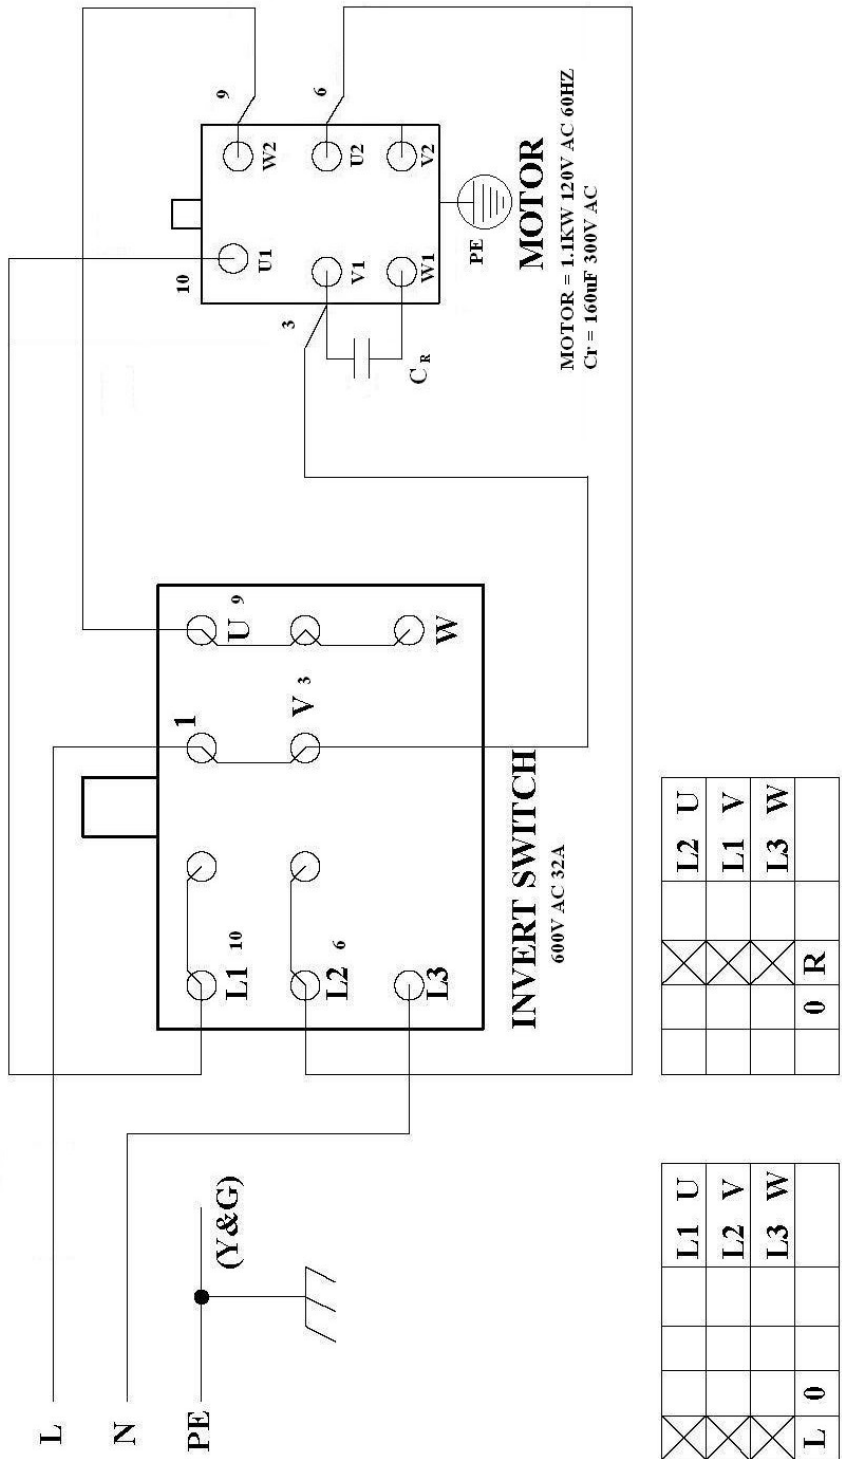 L
N
PE
(Y&G)
L1 10
L2 6
L3
1
V 3
U 9
W
INVERT SWITCH
600V AC 32A
10
9
6
3
U1
V1
W1
W2
U2
V2
C R
PE
MOTOR
MOTOR = 1.1KW 120V AC 60HZ
Cr = 160uF 300V AC
L1 U
L2 V
L3 W
L 0
L2 U
L1 V
L3 W
0 R